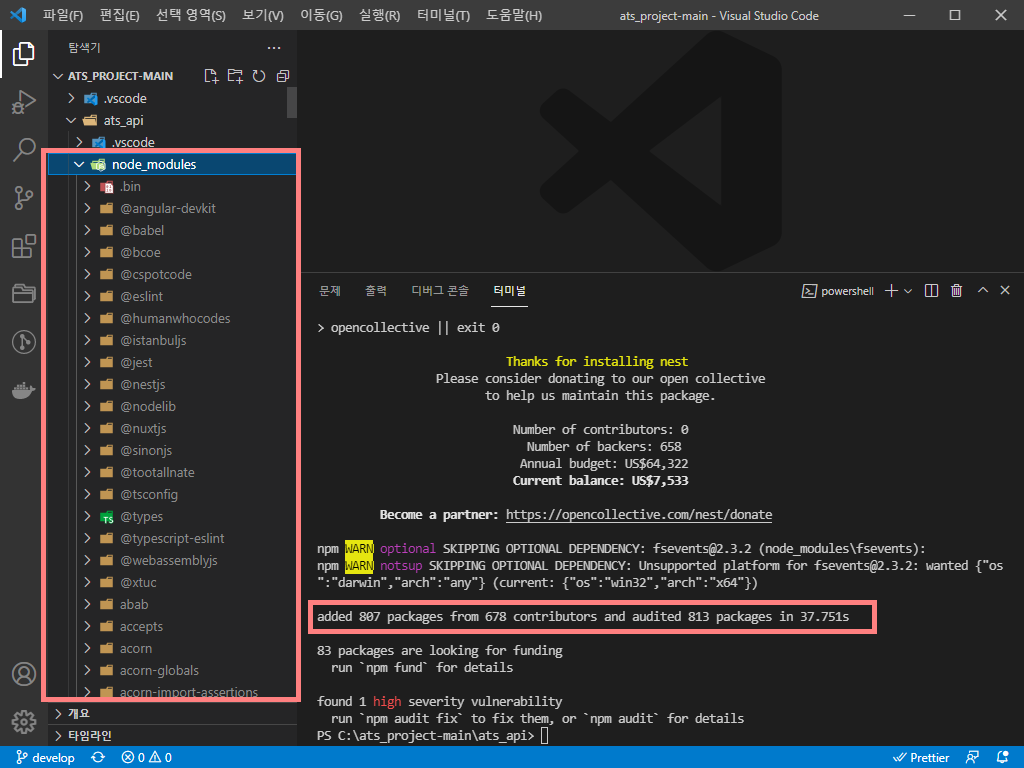 파일(F) 편집(E) 선택 영역(S) 보기(V) 이동(G) 실행(R) 터미널(T) 도움말(H) ats_project-main - Visual Studio Code
탐색기
ATS_PROJECT-MAIN
.vscode
ats_api
.vscode
node_modules
.bin
@angular-devkit
@babel
@bcoe
@cspotcode
@eslint
@humanwhocodes
@istanbuljs
@jest
@nestjs
@nodelib
@nuxtjs
@sinonjs
@tootallnate
@tsconfig
@types
@typescript-eslint
@webassemblyjs
@xtuc
abab
accepts
acorn
acorn-globals
acorn-import-assertions
개요
타임라인
문제 출력 디버그 콘솔 터미널 powershell
> opencollective || exit 0
Thanks for installing nest
Please consider donating to our open collective
to help us maintain this package.
Number of contributors: 0
Number of backers: 658
Annual budget: US$64,322
Current balance: US$7,533
Become a partner: https://opencollective.com/nest/donate
npm WARN optional SKIPPING OPTIONAL DEPENDENCY: fsevents@2.3.2 (node_modules\fsevents):
npm WARN notsup SKIPPING OPTIONAL DEPENDENCY: Unsupported platform for fsevents@2.3.2: wanted {"os
":"darwin","arch":"any"} (current: {"os":"win32","arch":"x64"})
added 807 packages from 678 contributors and audited 813 packages in 37.751s
83 packages are looking for funding
run `npm fund` for details
found 1 high severity vulnerability
run `npm audit fix` to fix them, or `npm audit` for details
PS C:\ats_project-main\ats_api>
develop 0 0 Prettier